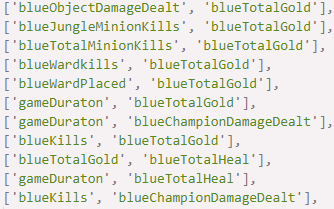 ['blueObjectDamageDealt', 'blueTotalGold'],
['blueJungleMinionKills', 'blueTotalGold'],
['blueTotalMinionKills', 'blueTotalGold'],
['blueWardkills', 'blueTotalGold'],
['blueWardPlaced', 'blueTotalGold'],
['gameDuraton', 'blueTotalGold'],
['gameDuraton', 'blueChampionDamageDealt'],
['blueKills', 'blueTotalGold'],
['blueTotalGold', 'blueTotalHeal'],
['gameDuraton', 'blueTotalHeal'],
['blueKills', 'blueChampionDamageDealt'],